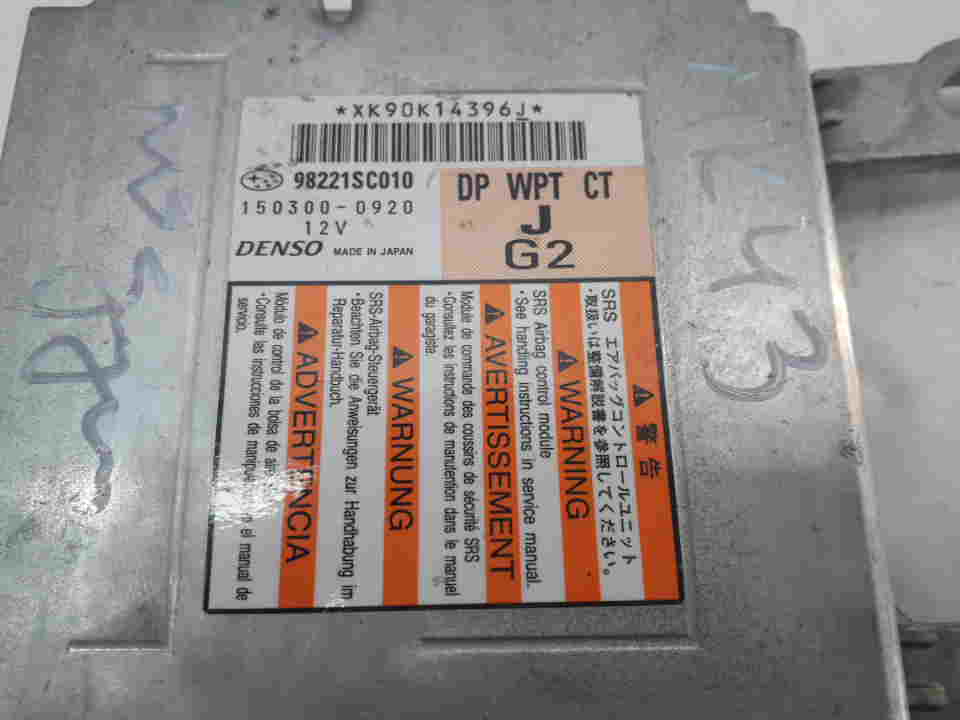 *XK90K14396J*
98221SC010
150300-0920
12V
DENSO MADE IN JAPAN
DP WPT CT
J
G2
警告
SRS エアバッグコントロールユニット
・取扱いは整備解説書を参照してください。
WARNING
SRS Airbag control module
・See handling instructions in service manual.
AVERTISSEMENT
Module de commande des coussins de sécurité SRS
・Consultez les instructions de manutention dans le manuel
du garagiste.
WARNUNG
SRS-Airbag-Steuergerät
・Beachten Sie die Anweisungen zur Handhabung im
Reparatur-Handbuch.
ADVERTENCIA
Módulo de control de la bolsa de
・Consulte las instrucciones de el manual de
servicio.
L43